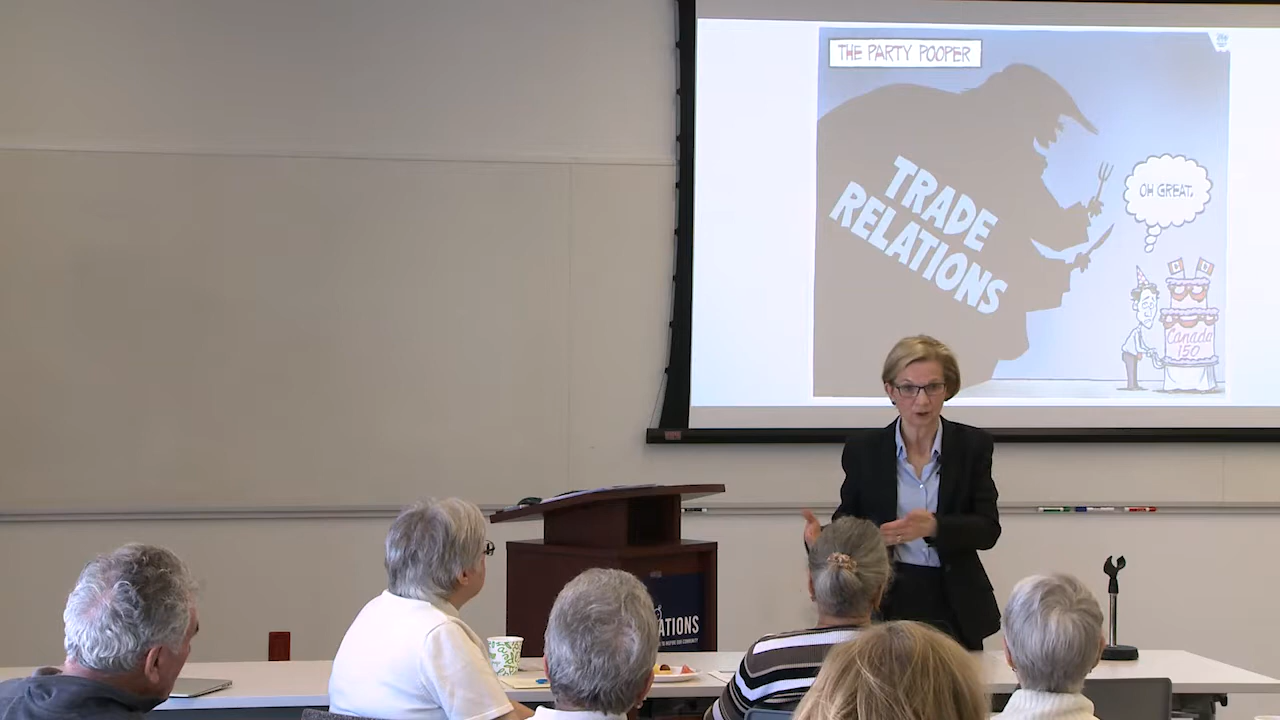 THE PARTY POOPER
TRADE
RELATIONS
OH GREAT.
Canada
150
ATIONS